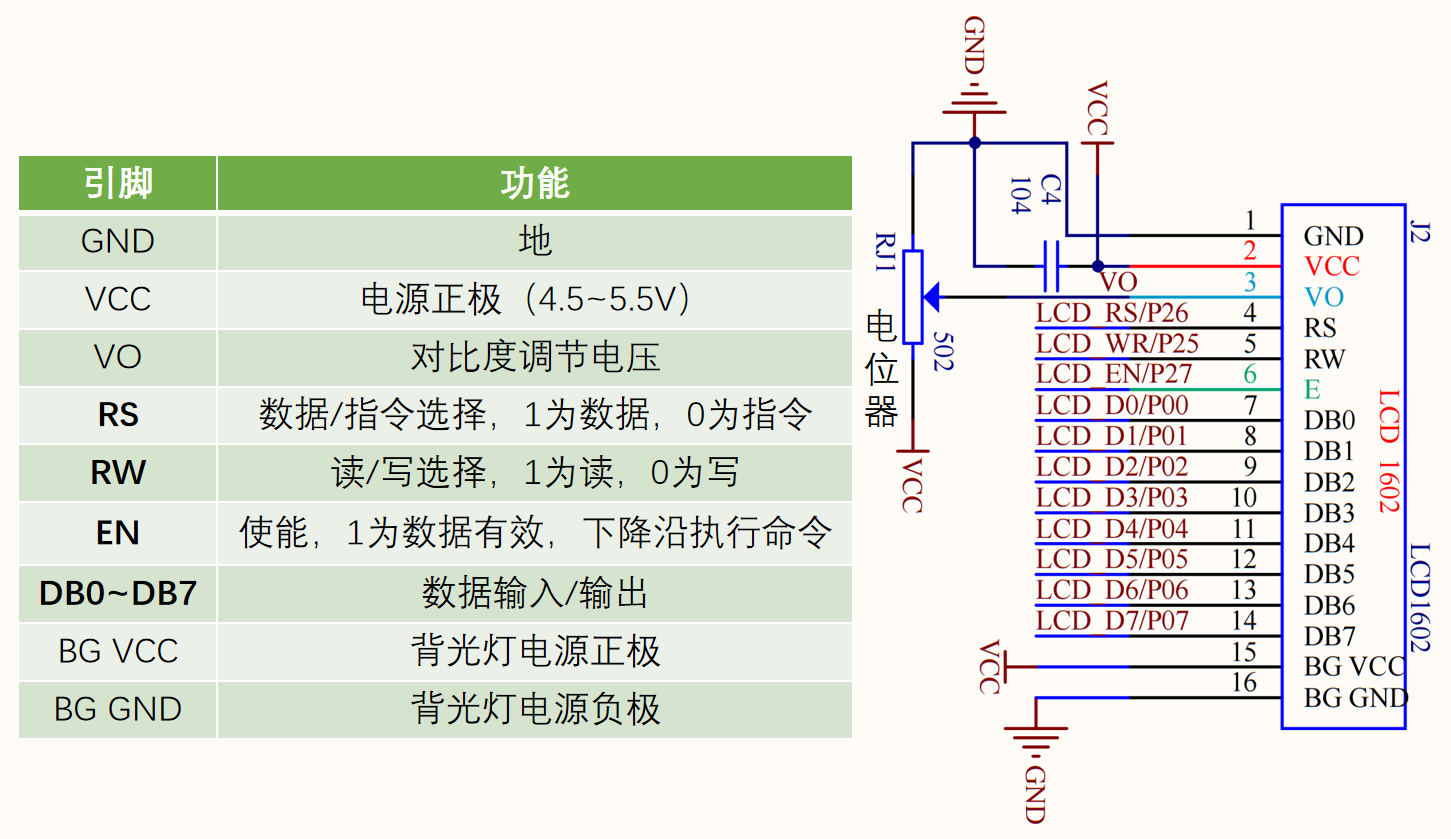 引脚 功能
GND 地
VCC 电源正极（4.5~5.5V）
VO 对比度调节电压
RS 数据/指令选择，1为数据，0为指令
RW 读/写选择，1为读，0为写
EN 使能，1为数据有效，下降沿执行命令
DB0~DB7 数据输入/输出
BG VCC 背光灯电源正极
BG GND 背光灯电源负极
GND
VCC
C4
104
RJ1
电位器
502
VCC
J2
1 GND
2 VCC
VO 3 VO
LCD_RS/P26 4 RS
LCD_WR/P25 5 RW
LCD_EN/P27 6 E
LCD_D0/P00 7 DB0
LCD_D1/P01 8 DB1
LCD_D2/P02 9 DB2
LCD_D3/P03 10 DB3
LCD_D4/P04 11 DB4
LCD_D5/P05 12 DB5
LCD_D6/P06 13 DB6
LCD_D7/P07 14 DB7
VCC 15 BG VCC
16 BG GND
GND
LCD 1602
LCD1602